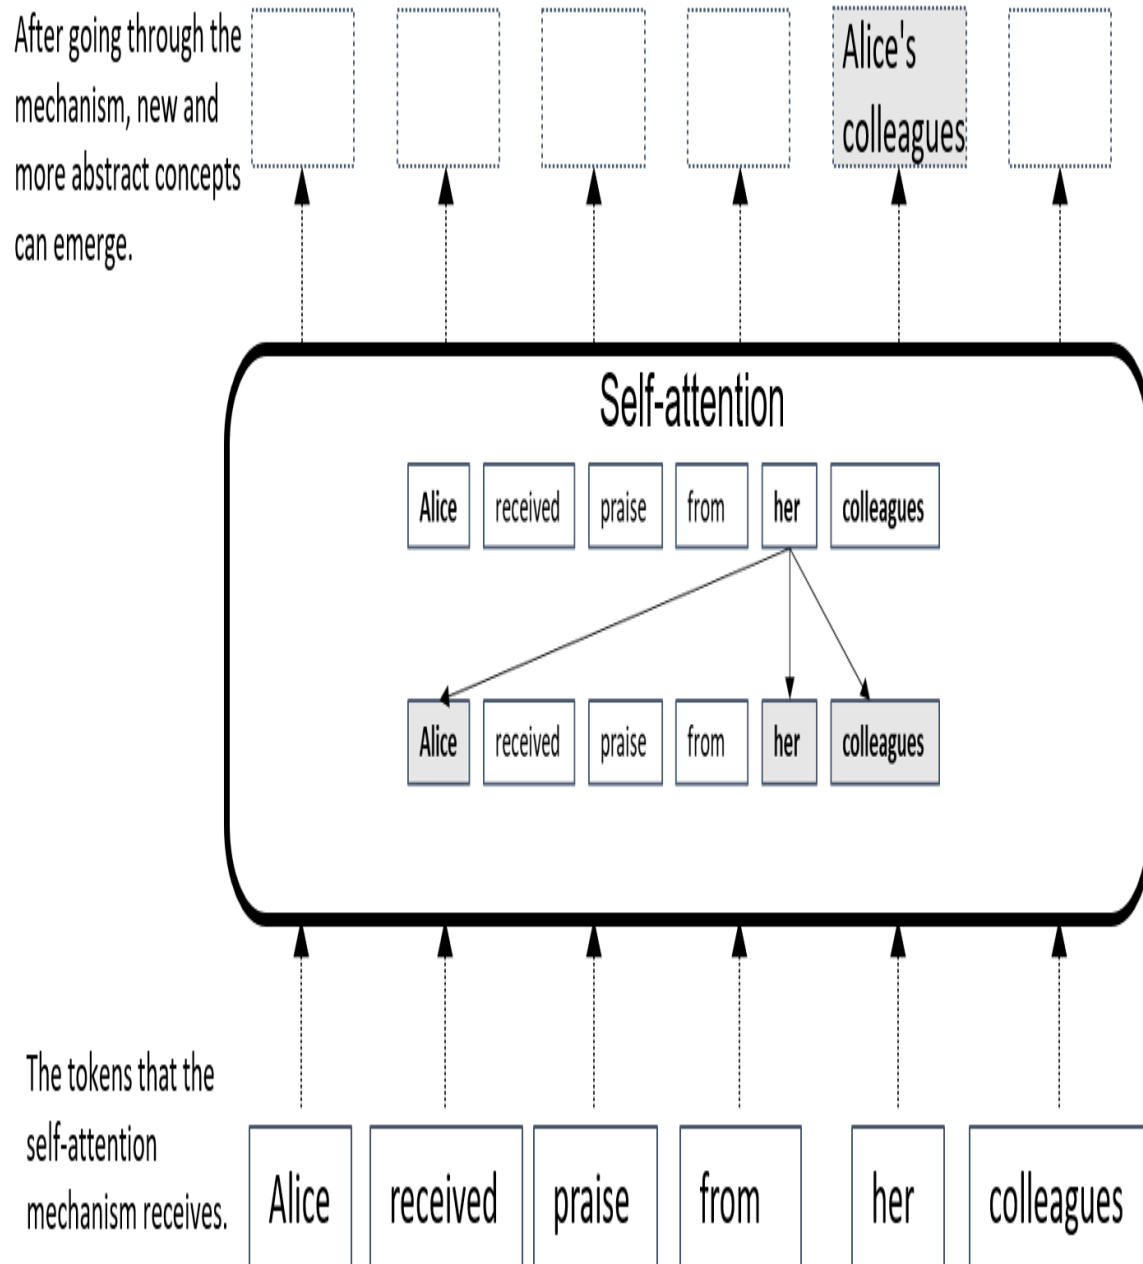 After going through the
mechanism, new and
more abstract concepts
can emerge.
Alice's
colleagues
Self-attention
Alice received praise from her colleagues
Alice received praise from her colleagues
The tokens that the
self-attention
mechanism receives.
Alice received praise from her colleagues